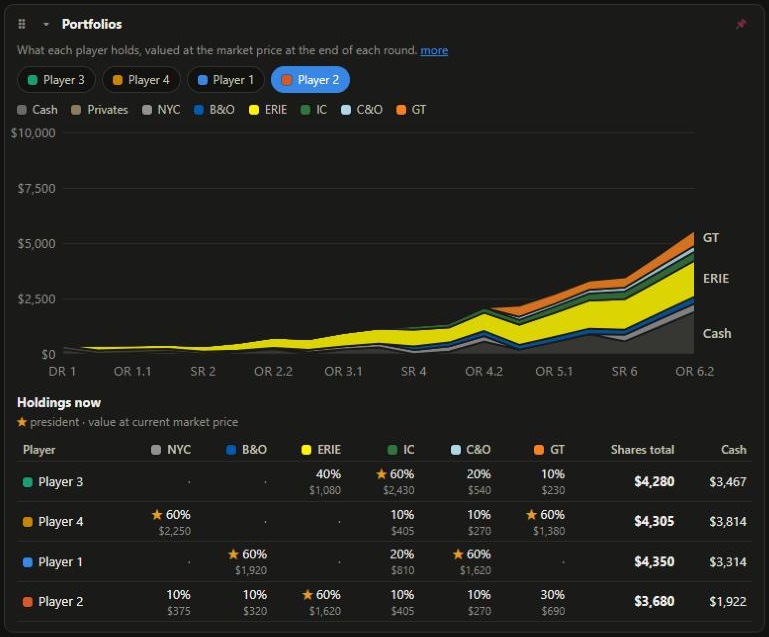 Portfolios
What each player holds, valued at the market price at the end of each round. more
Player 3 Player 4 Player 1 Player 2
Cash Privates NYC B&O ERIE IC C&O GT
$10,000
$7,500
$5,000
$2,500
$0
GT
ERIE
Cash
DR 1 OR 1.1 SR 2 OR 2.2 OR 3.1 SR 4 OR 4.2 OR 5.1 SR 6 OR 6.2
Holdings now
★ president · value at current market price
Player NYC B&O ERIE IC C&O GT Shares total Cash
Player 3 · · 40% ★ 60% 20% 10% $4,280 $3,467
$1,080 $2,430 $540 $230
Player 4 ★ 60% · · 10% 10% ★ 60% $4,305 $3,814
$2,250 $405 $270 $1,380
Player 1 · ★ 60% · 20% ★ 60% · $4,350 $3,314
$1,920 $810 $1,620
Player 2 10% 10% ★ 60% 10% 10% 30% $3,680 $1,922
$375 $320 $1,620 $405 $270 $690